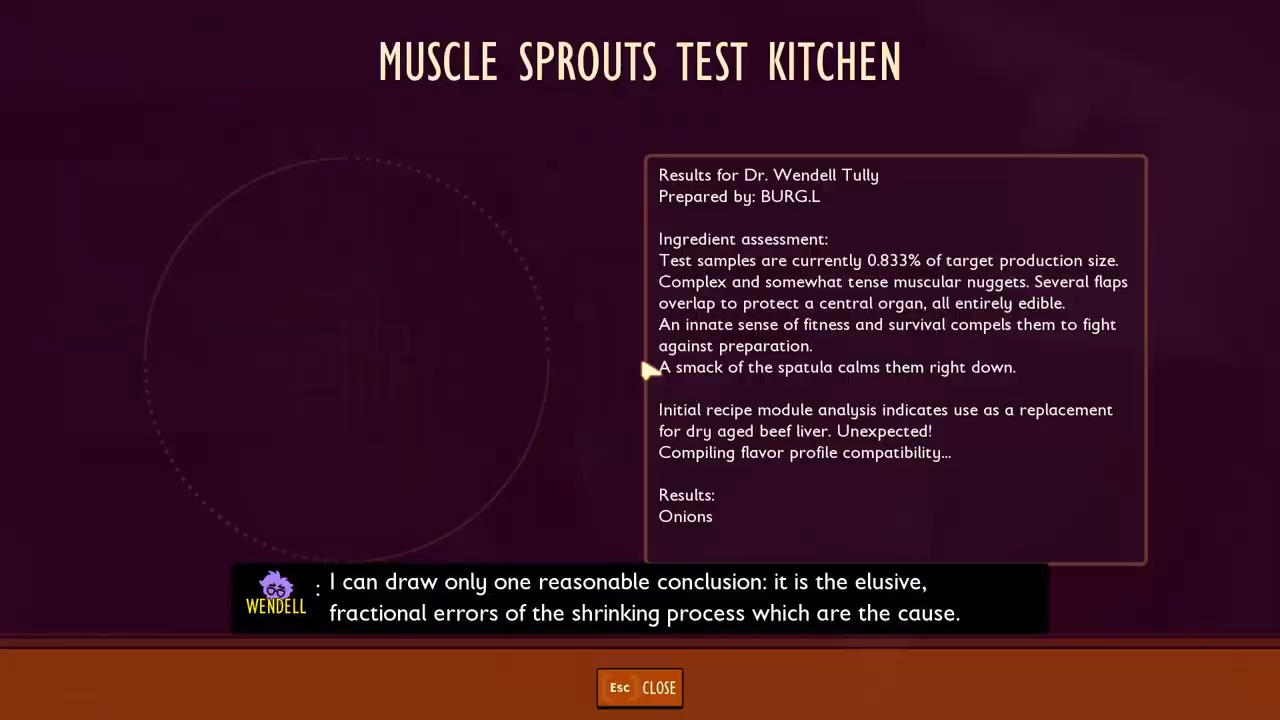 MUSCLE SPROUTS TEST KITCHEN
Results for Dr. Wendell Tully
Prepared by: BURG.L
Ingredient assessment:
Test samples are currently 0.833% of target production size.
Complex and somewhat tense muscular nuggets. Several flaps
overlap to protect a central organ, all entirely edible.
An innate sense of fitness and survival compels them to fight
against preparation.
A smack of the spatula calms them right down.
Initial recipe module analysis indicates use as a replacement
for dry aged beef liver. Unexpected!
Compiling flavor profile compatibility...
Results:
Onions
WENDELL : I can draw only one reasonable conclusion: it is the elusive,
fractional errors of the shrinking process which are the cause.
Esc CLOSE